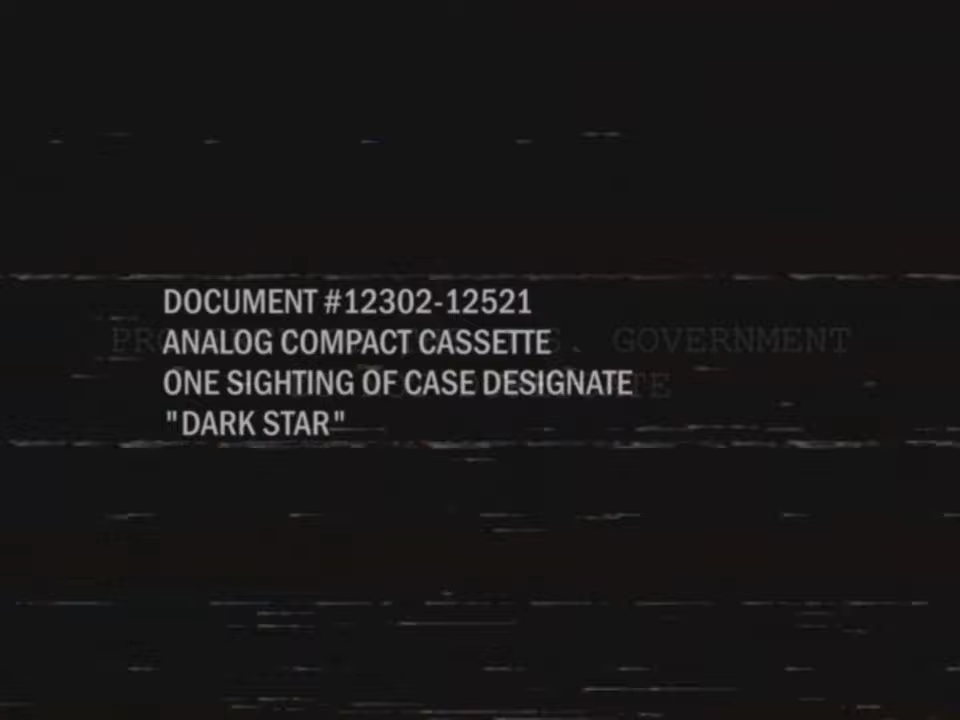 DOCUMENT #12302-12521
ANALOG COMPACT CASSETTE
ONE SIGHTING OF CASE DESIGNATE
"DARK STAR"
GOVERNMENT